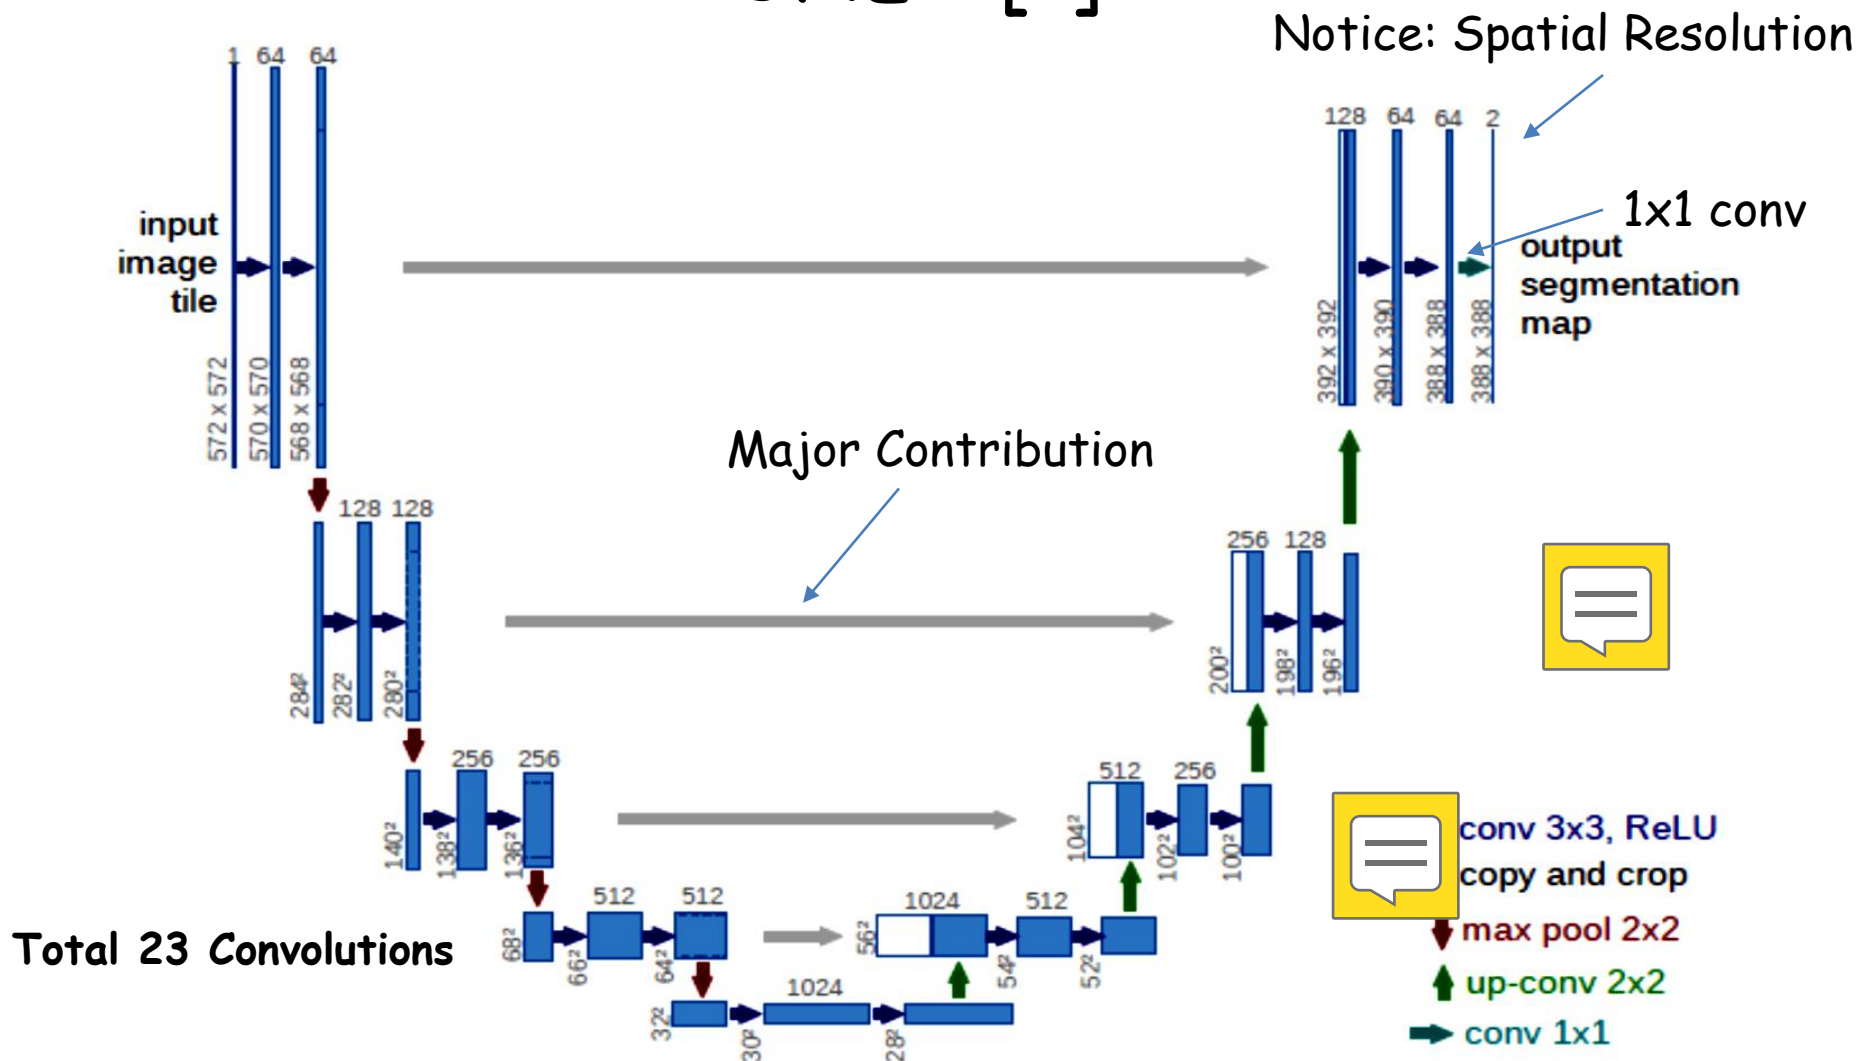 Notice: Spatial Resolution
1 64 64
128 64 64 2
input
image
tile
1x1 conv
output
segmentation
map
572 x 572
570 x 570
568 x 568
392 x 392
390 x 390
388 x 388
388 x 388
Major Contribution
128 128
256 128
284²
282²
280²
200²
198²
196²
256 256
512 256
140²
138²
136²
104²
102²
100²
conv 3x3, ReLU
copy and crop
max pool 2x2
up-conv 2x2
conv 1x1
512 512
1024 512
Total 23 Convolutions
68²
66²
64²
56²
54²
52²
1024
32²
30²
28²